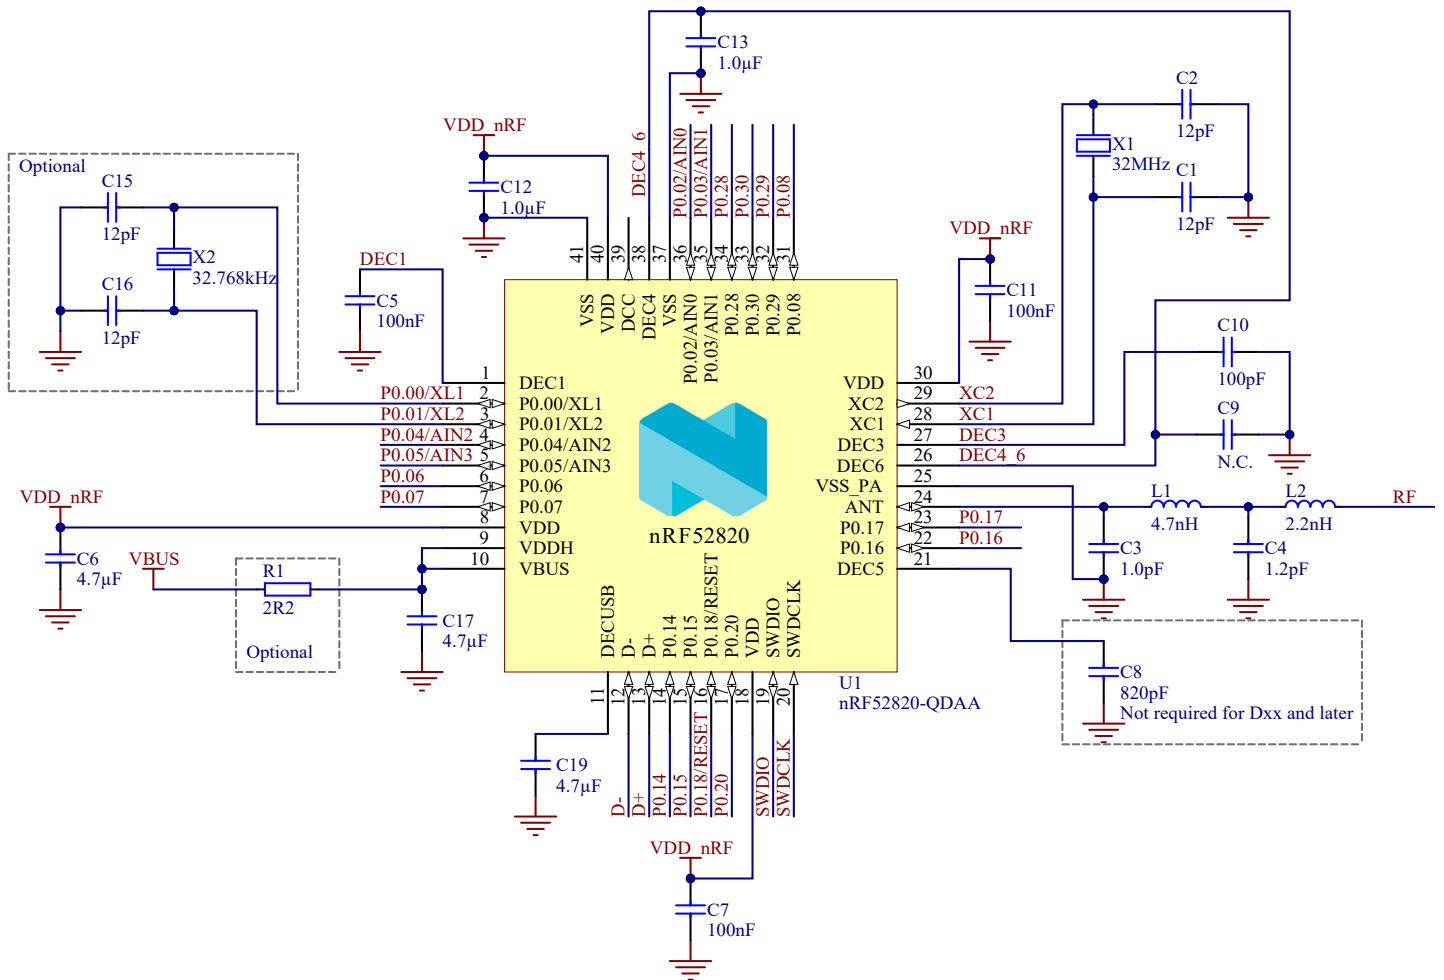 C13
1.0µF
C2
12pF
X1
32MHz
C1
12pF
VDD_nRF
C12
1.0µF
DEC4_6
P0.02/AIN0
P0.03/AIN1
P0.28
P0.30
P0.29
P0.08
Optional
C15
12pF
X2
32.768kHz
C16
12pF
DEC1
C5
100nF
VDD_nRF
C11
100nF
C10
100pF
C9
N.C.
41
40
39
38
37
36
35
34
33
32
31
VSS
VDD
DCC
DEC4
VSS
P0.02/AIN0
P0.03/AIN1
P0.28
P0.30
P0.29
P0.08
1 DEC1
P0.00/XL1 2 P0.00/XL1
P0.01/XL2 3 P0.01/XL2
P0.04/AIN2 4 P0.04/AIN2
P0.05/AIN3 5 P0.05/AIN3
P0.06 6 P0.06
P0.07 7 P0.07
8 VDD
9 VDDH
10 VBUS
VDD 30
XC2 29 XC2
XC1 28 XC1
DEC3 27 DEC3
DEC6 26 DEC4_6
VSS_PA 25
ANT 24
P0.17 23 P0.17
P0.16 22 P0.16
DEC5 21
nRF52820
VDD_nRF
C6
4.7µF
VBUS
R1
2R2
Optional
C17
4.7µF
L1
4.7nH
L2
2.2nH
RF
C3
1.0pF
C4
1.2pF
C8
820pF
Not required for Dxx and later
DECUSB
D-
D+
P0.14
P0.15
P0.18/RESET
P0.20
VDD
SWDIO
SWDCLK
11
12
13
14
15
16
17
18
19
20
U1
nRF52820-QDAA
C19
4.7µF
D-
D+
P0.14
P0.15
P0.18/RESET
P0.20
SWDIO
SWDCLK
VDD_nRF
C7
100nF